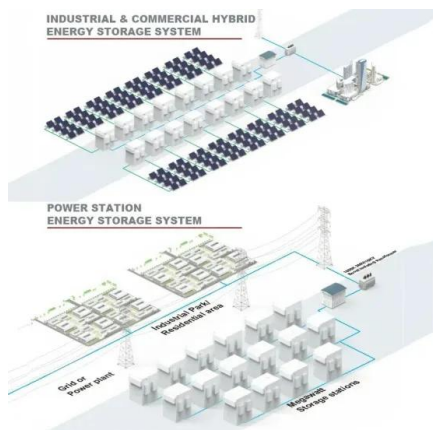 INDUSTRIAL & COMMERCIAL HYBRID
ENERGY STORAGE SYSTEM
POWER STATION
ENERGY STORAGE SYSTEM
Industrial Park/
Residential area
Grid or
Power plant
Megawatt
Storage stations